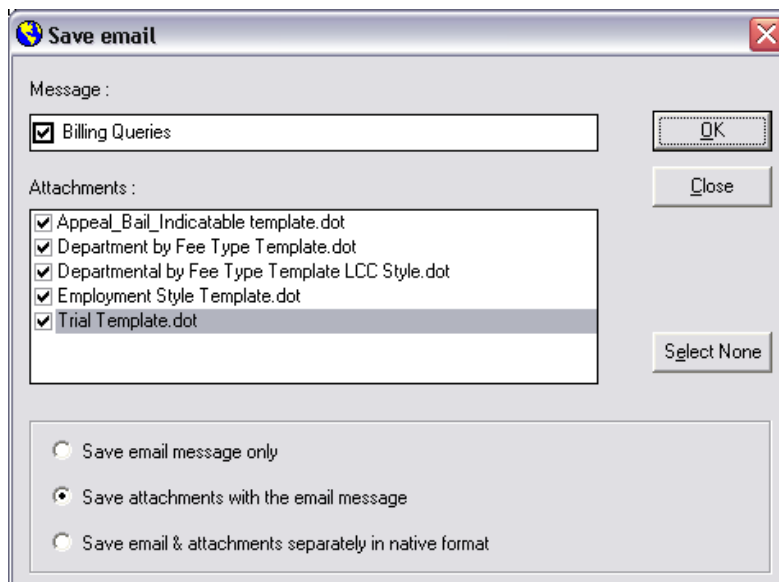 Save email
Message :
Billing Queries
OK
Close
Attachments :
Appeal_Bail_Indicatable template.dot
Department by Fee Type Template.dot
Departmental by Fee Type Template LCC Style.dot
Employment Style Template.dot
Trial Template.dot
Select None
Save email message only
Save attachments with the email message
Save email & attachments separately in native format